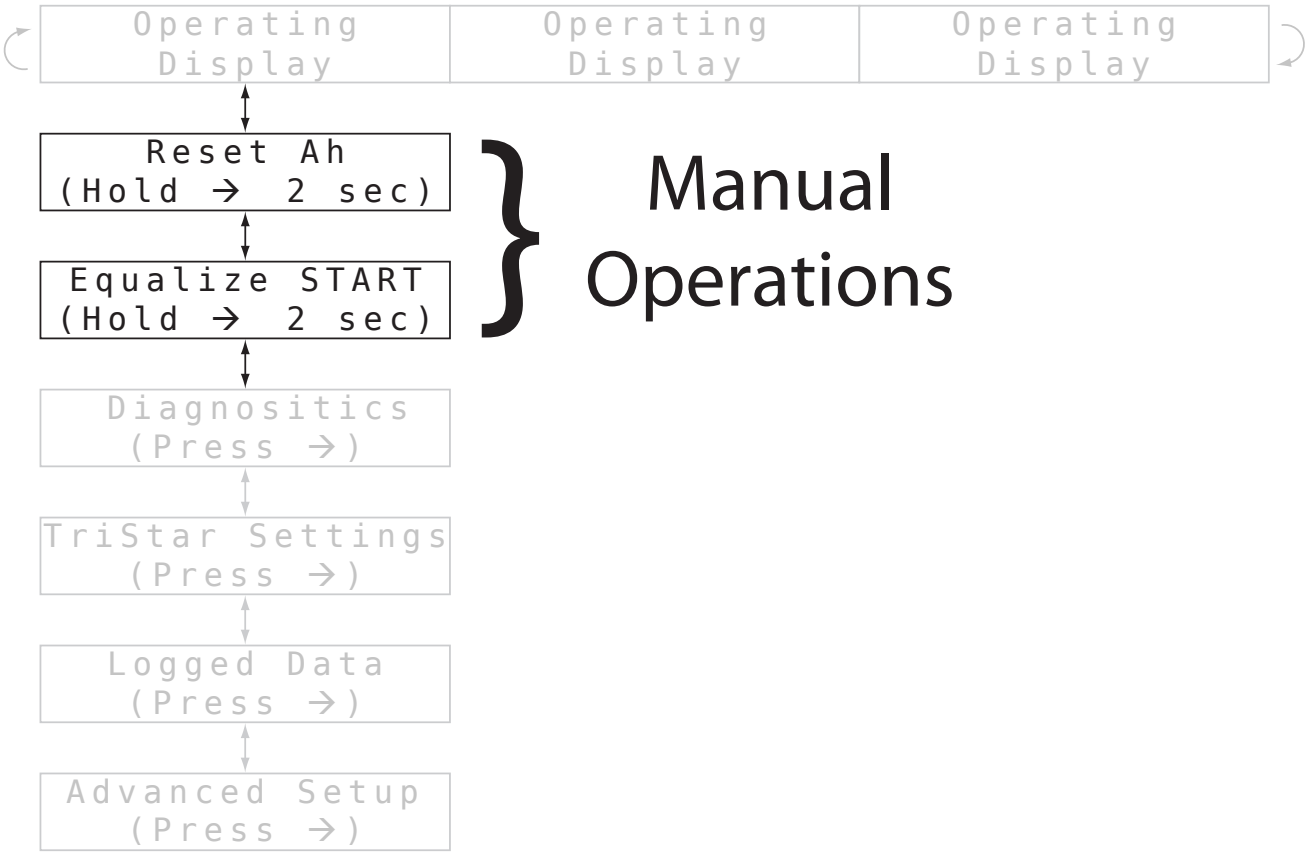 Operating Operating Operating
Display Display Display
Reset Ah
(Hold → 2 sec)
Equalize START
(Hold → 2 sec)
Manual
Operations
Diagnositics
(Press →)
TriStar Settings
(Press →)
Logged Data
(Press →)
Advanced Setup
(Press →)